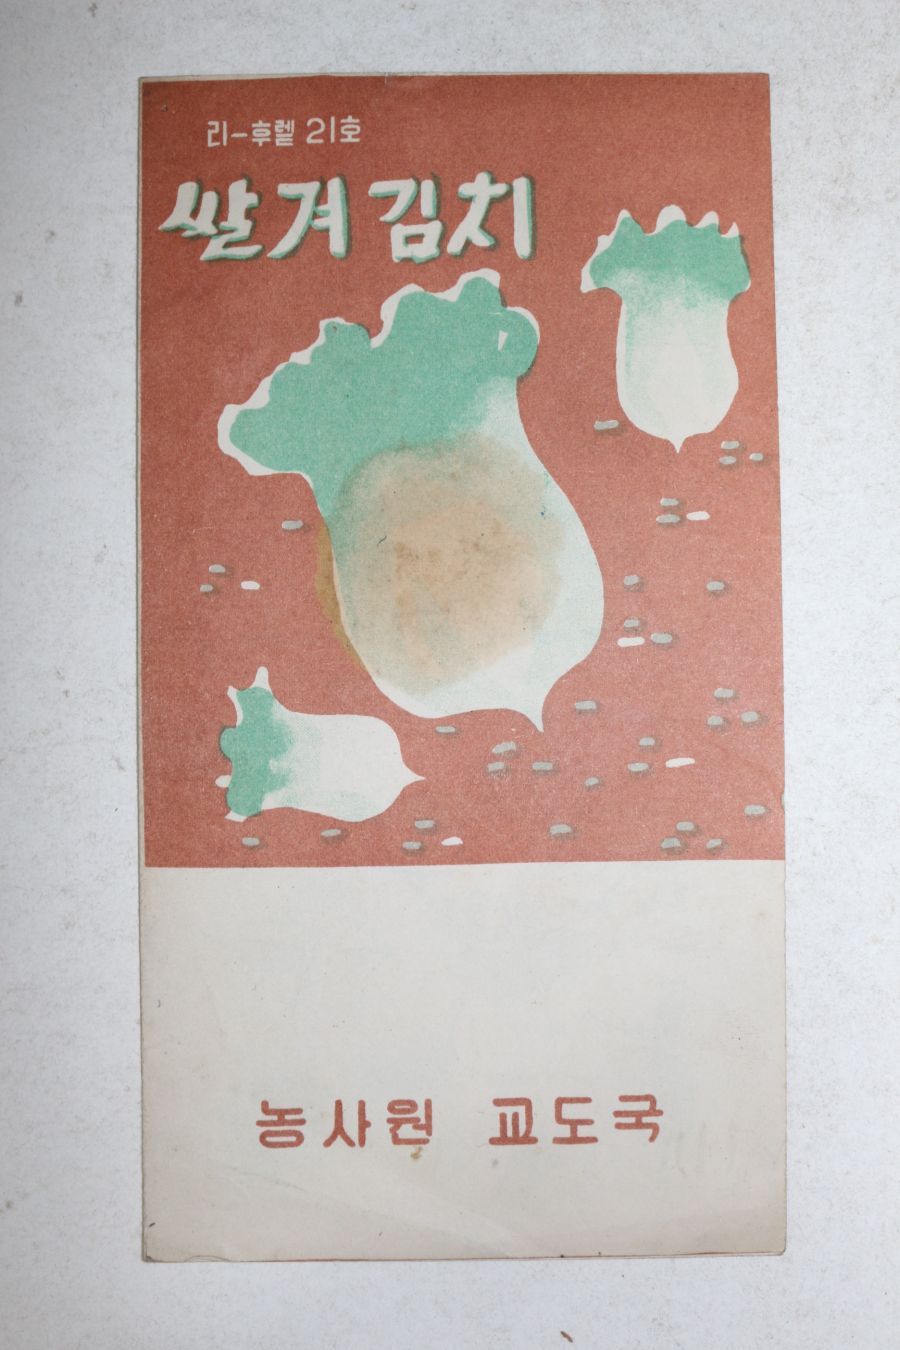 리-후렡 21호
쌀겨김치
농사원 교도국